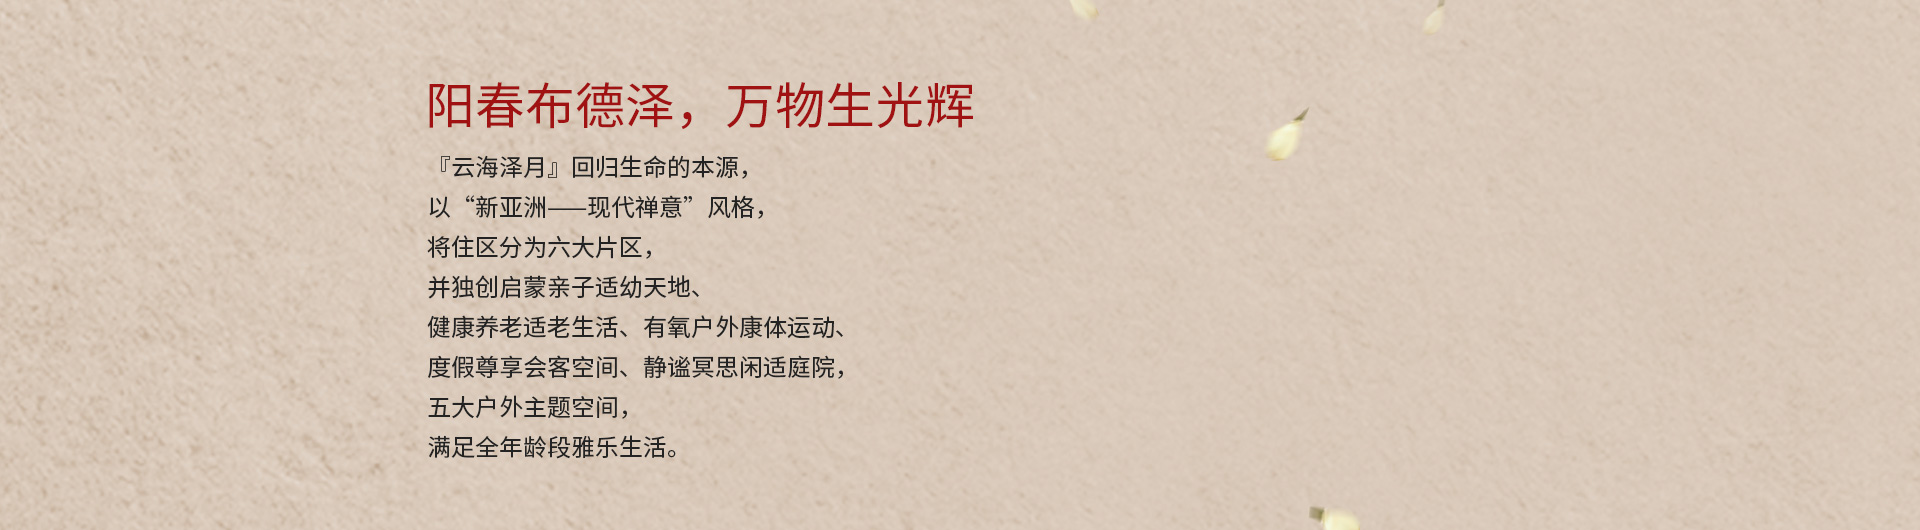 阳春布德泽，万物生光辉
『云海泽月』回归生命的本源，
以“新亚洲——现代禅意”风格，
将住区分为六大片区，
并独创启蒙亲子适幼天地、
健康养老适老生活、有氧户外康体运动、
度假尊享会客空间、静谧冥思闲适庭院，
五大户外主题空间，
满足全年龄段雅乐生活。